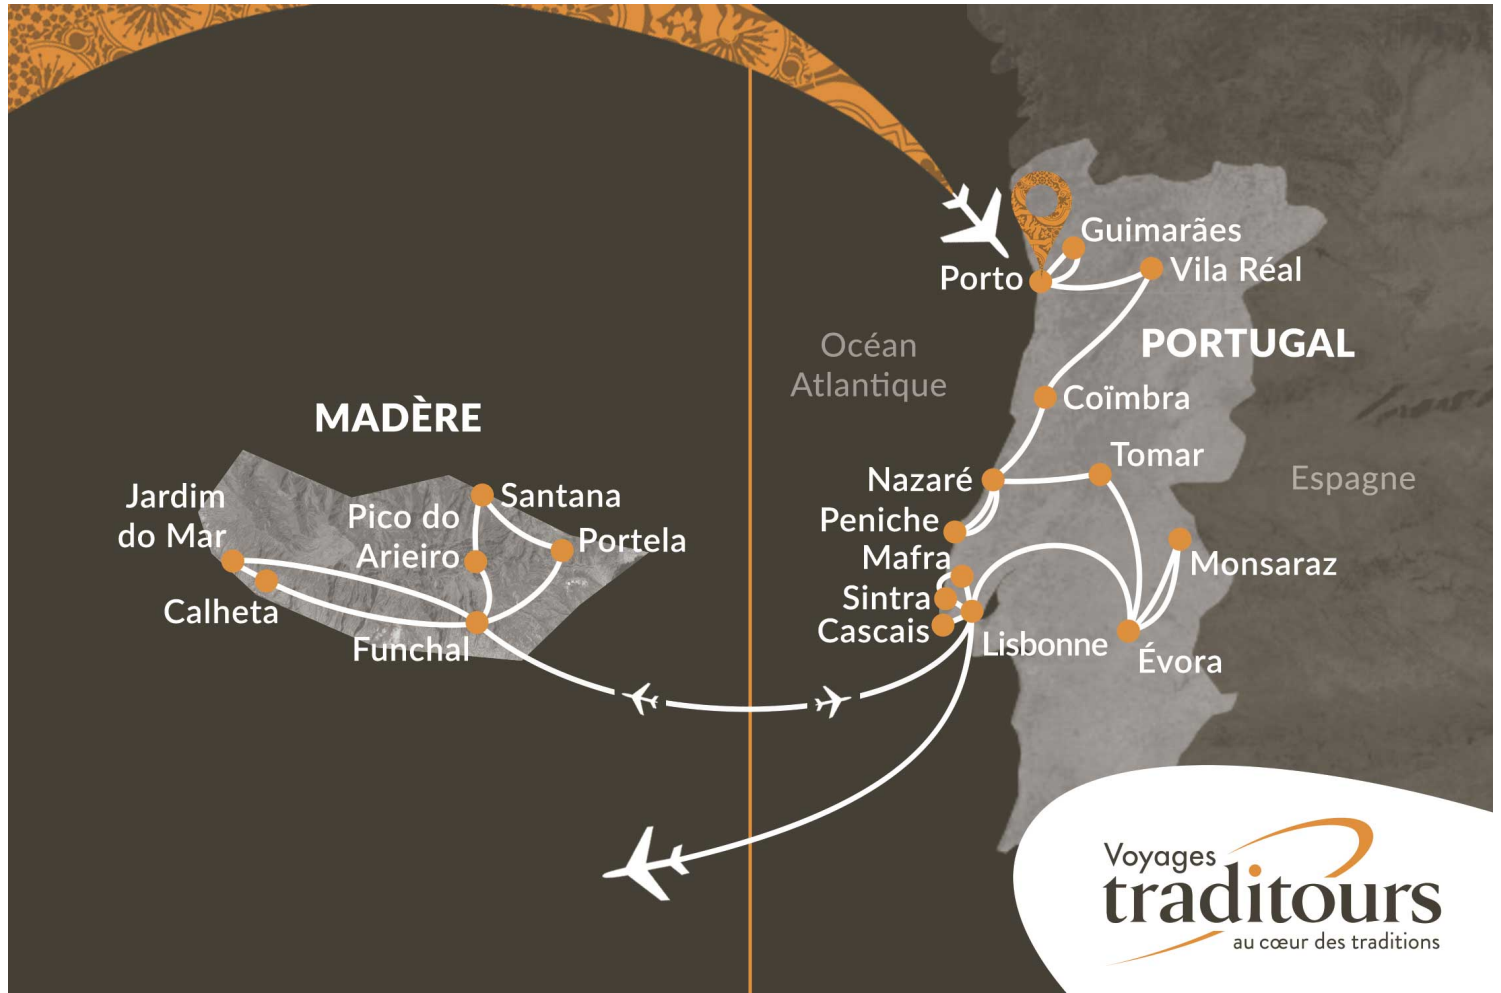 Guimarães
Porto
Vila Réal
PORTUGAL
Océan
Atlantique
Coïmbra
MADÈRE
Tomar
Nazaré
Espagne
Jardim
do Mar
Santana
Pico do
Arieiro
Portela
Peniche
Mafra
Monsaraz
Calheta
Sintra
Cascais
Funchal
Lisbonne
Évora
Voyages
traditours
au cœur des traditions